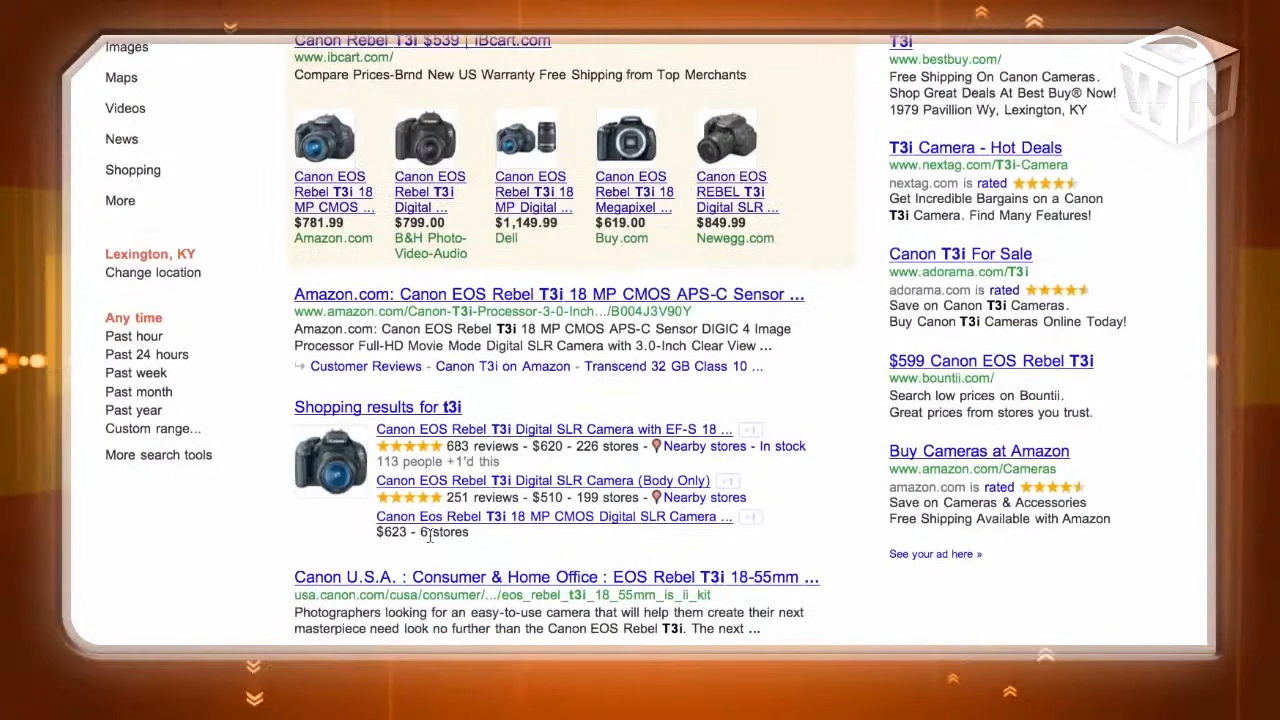 Images
Maps
Videos
News
Shopping
More
Lexington, KY
Change location
Any time
Past hour
Past 24 hours
Past week
Past month
Past year
Custom range...
More search tools
Canon Rebel T3i $539 | iBcart.com
www.ibcart.com/
Compare Prices-Brnd New US Warranty Free Shipping from Top Merchants
Canon EOS
Rebel T3i 18
MP CMOS ...
$781.99
Amazon.com
Canon EOS
Rebel T3i
Digital ...
$799.00
B&H Photo-
Video-Audio
Canon EOS
Rebel T3i 18
MP Digital ...
$1,149.99
Dell
Canon EOS
Rebel T3i 18
Megapixel ...
$619.00
Buy.com
Canon EOS
REBEL T3i
Digital SLR ...
$849.99
Newegg.com
Amazon.com: Canon EOS Rebel T3i 18 MP CMOS APS-C Sensor ...
www.amazon.com/Canon-T3i-Processor-3-0-Inch.../B004J3V90Y
Amazon.com: Canon EOS Rebel T3i 18 MP CMOS APS-C Sensor DIGIC 4 Image
Processor Full-HD Movie Mode Digital SLR Camera with 3.0-Inch Clear View ...
Customer Reviews - Canon T3i on Amazon - Transcend 32 GB Class 10 ...
Shopping results for t3i
Canon EOS Rebel T3i Digital SLR Camera with EF-S 18 ... +1
683 reviews - $620 - 226 stores - Nearby stores - In stock
113 people +1'd this
Canon EOS Rebel T3i Digital SLR Camera (Body Only) +1
251 reviews - $510 - 199 stores - Nearby stores
Canon Eos Rebel T3i 18 MP CMOS Digital SLR Camera ... +1
$623 - 6 stores
Canon U.S.A. : Consumer & Home Office : EOS Rebel T3i 18-55mm ...
usa.canon.com/cusa/consumer/.../eos_rebel_t3i_18_55mm_is_ii_kit
Photographers looking for an easy-to-use camera that will help them create their next
masterpiece need look no further than the Canon EOS Rebel T3i. The next ...
T3i
www.bestbuy.com/
Free Shipping On Canon Cameras.
Shop Great Deals At Best Buy® Now!
1979 Pavillion Wy, Lexington, KY
T3i Camera - Hot Deals
www.nextag.com/T3i-Camera
nextag.com is rated
Get Incredible Bargains on a Canon
T3i Camera. Find Many Features!
Canon T3i For Sale
www.adorama.com/T3i
adorama.com is rated
Save on Canon T3i Cameras.
Buy Canon T3i Cameras Online Today!
$599 Canon EOS Rebel T3i
www.bountii.com/
Search low prices on Bountii.
Great prices from stores you trust.
Buy Cameras at Amazon
www.amazon.com/Cameras
amazon.com is rated
Save on Cameras & Accessories
Free Shipping Available with Amazon
See your ad here »
D
W
N